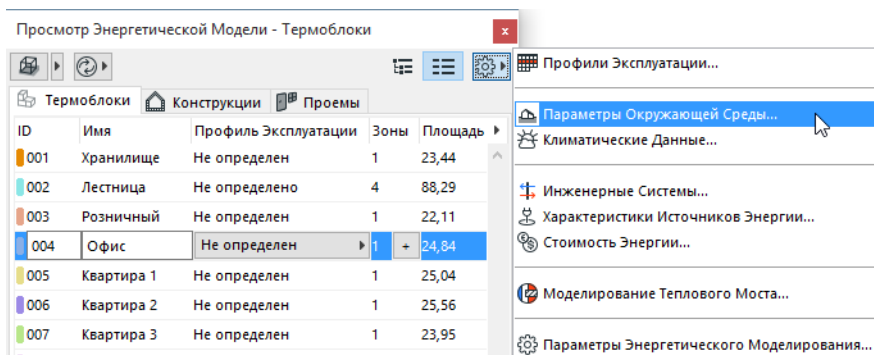 Просмотр Энергетической Модели - Термоблоки
x
Термоблоки Конструкции Проемы
ID Имя Профиль Эксплуатации Зоны Площадь
001 Хранилище Не определен 1 23,44
002 Лестница Не определено 4 88,29
003 Розничный Не определен 1 22,11
004 Офис Не определен 1 + 24,84
005 Квартира 1 Не определен 1 25,04
006 Квартира 2 Не определен 1 25,56
007 Квартира 3 Не определен 1 23,95
Профили Эксплуатации...
Параметры Окружающей Среды...
Климатические Данные...
Инженерные Системы...
Характеристики Источников Энергии...
Стоимость Энергии...
Моделирование Теплового Моста...
Параметры Энергетического Моделирования...